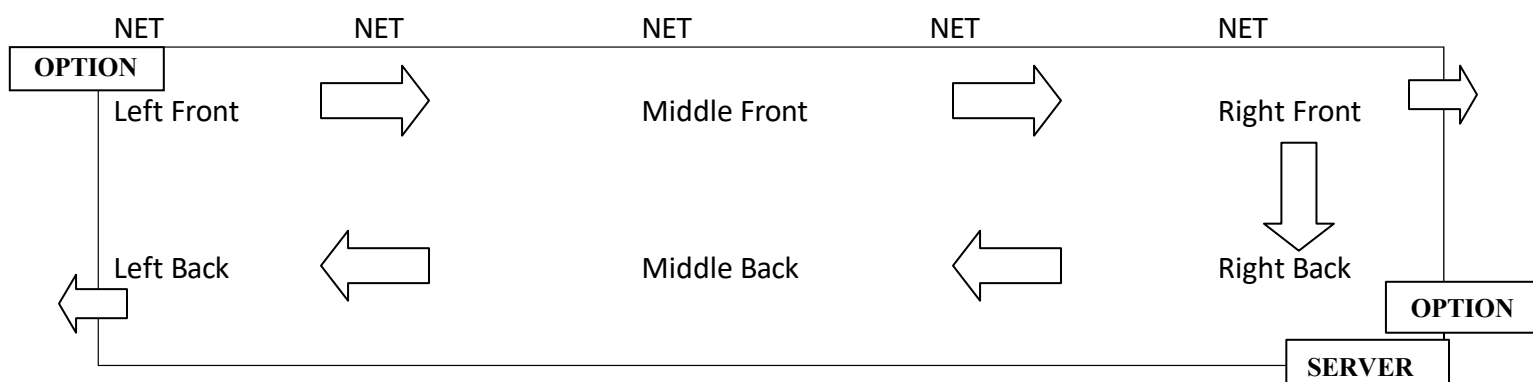 NET NET NET NET NET
OPTION
Left Front Middle Front Right Front
Left Back Middle Back Right Back
OPTION
SERVER